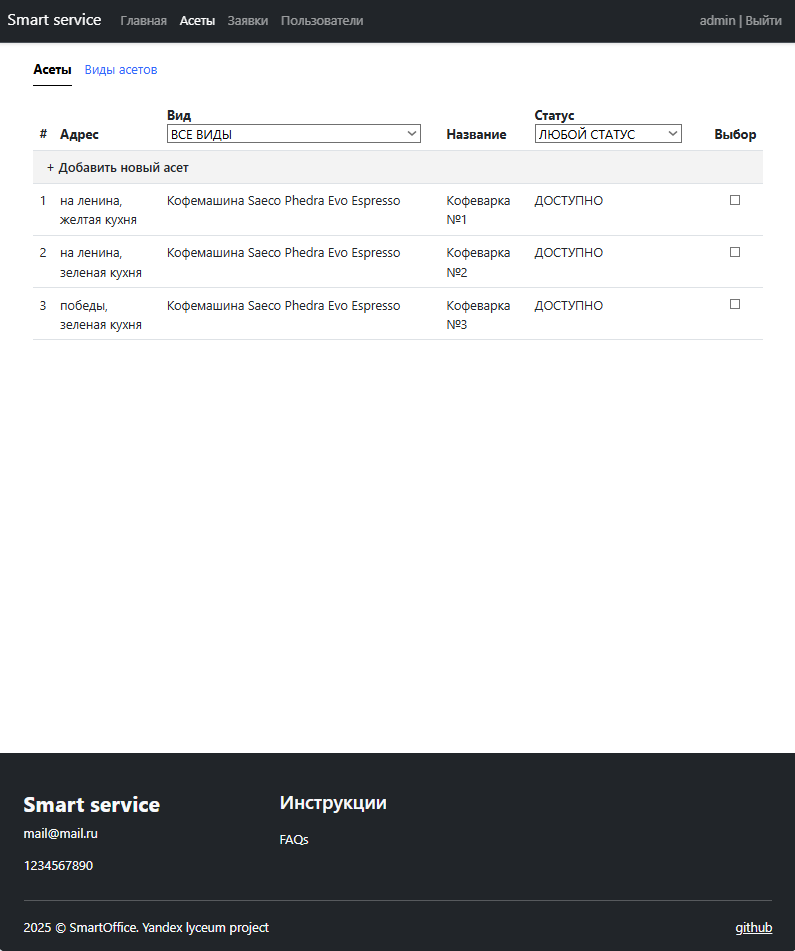 Smart service Главная Асеты Заявки Пользователи admin | Выйти
Асеты Виды асетов
# Адрес Вид Название Статус Выбор
ВСЕ ВИДЫ ЛЮБОЙ СТАТУС
+ Добавить новый асет
1 на ленина, Кофемашина Saeco Phedra Evo Espresso Кофеварка ДОСТУПНО
желтая кухня №1
2 на ленина, Кофемашина Saeco Phedra Evo Espresso Кофеварка ДОСТУПНО
зеленая кухня №2
3 победы, Кофемашина Saeco Phedra Evo Espresso Кофеварка ДОСТУПНО
зеленая кухня №3
Smart service Инструкции
mail@mail.ru FAQs
1234567890
2025 © SmartOffice. Yandex lyceum project github